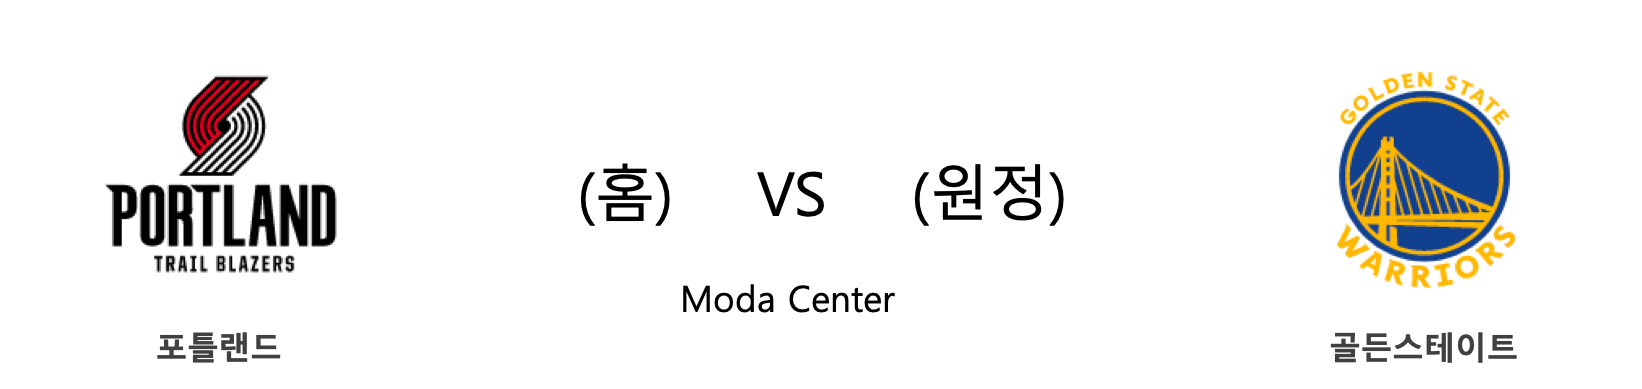 PORTLAND
TRAIL BLAZERS
포틀랜드
(홈) VS (원정)
Moda Center
GOLDEN STATE
WARRIORS
골든스테이트